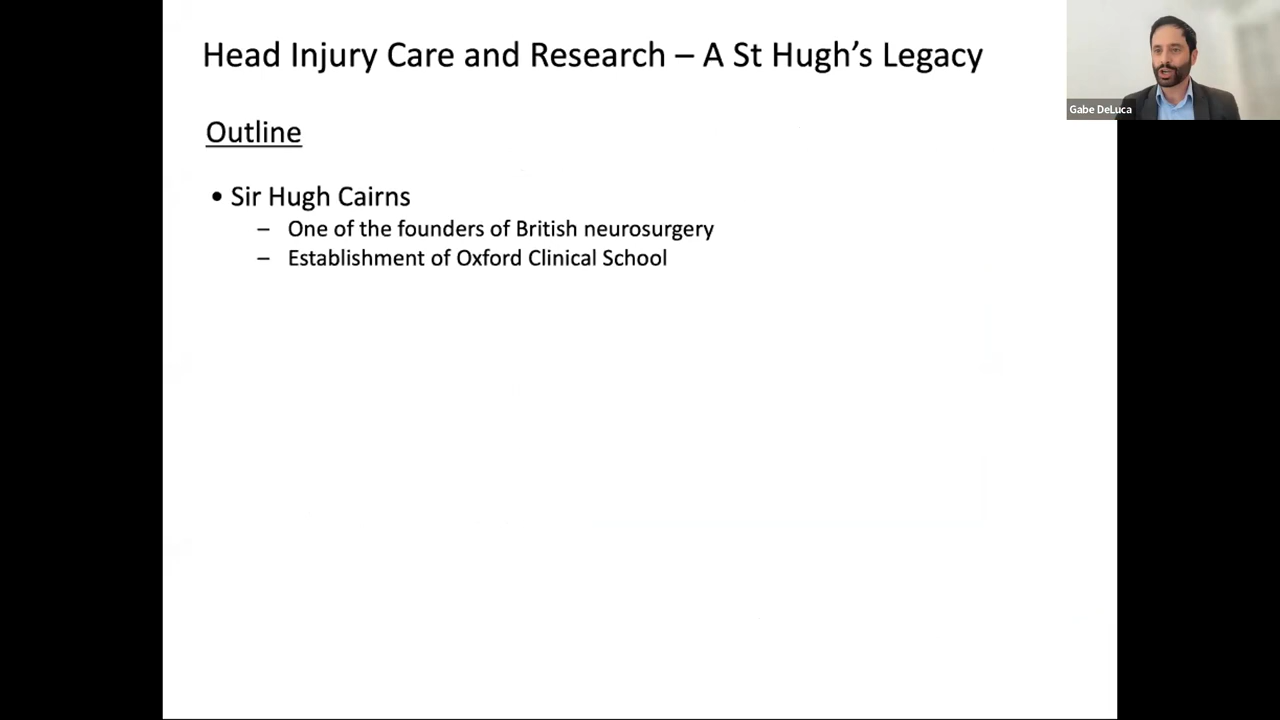 Head Injury Care and Research – A St Hugh’s Legacy
Gabe DeLuca
Outline
• Sir Hugh Cairns
– One of the founders of British neurosurgery
– Establishment of Oxford Clinical School